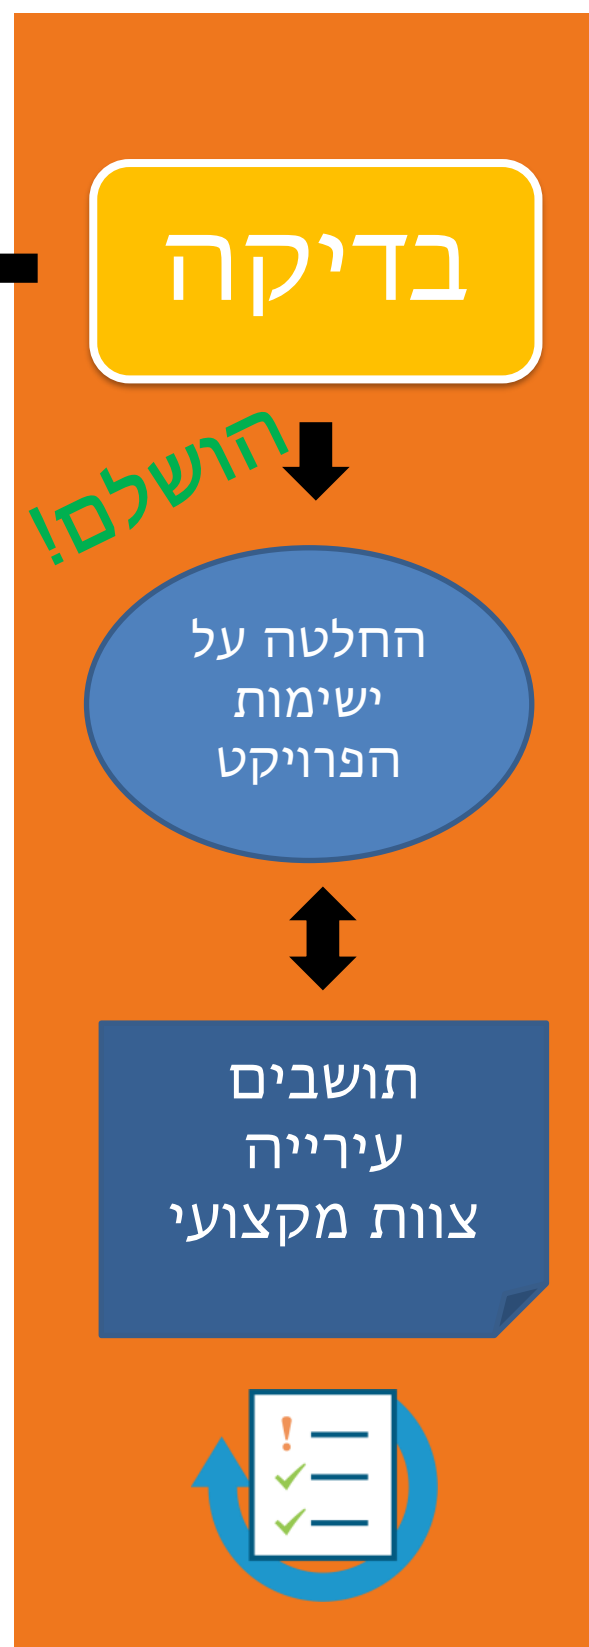 בדיקה
הושלם!
החלטה על
ישימות
הפרויקט
תושבים
עירייה
צוות מקצועי